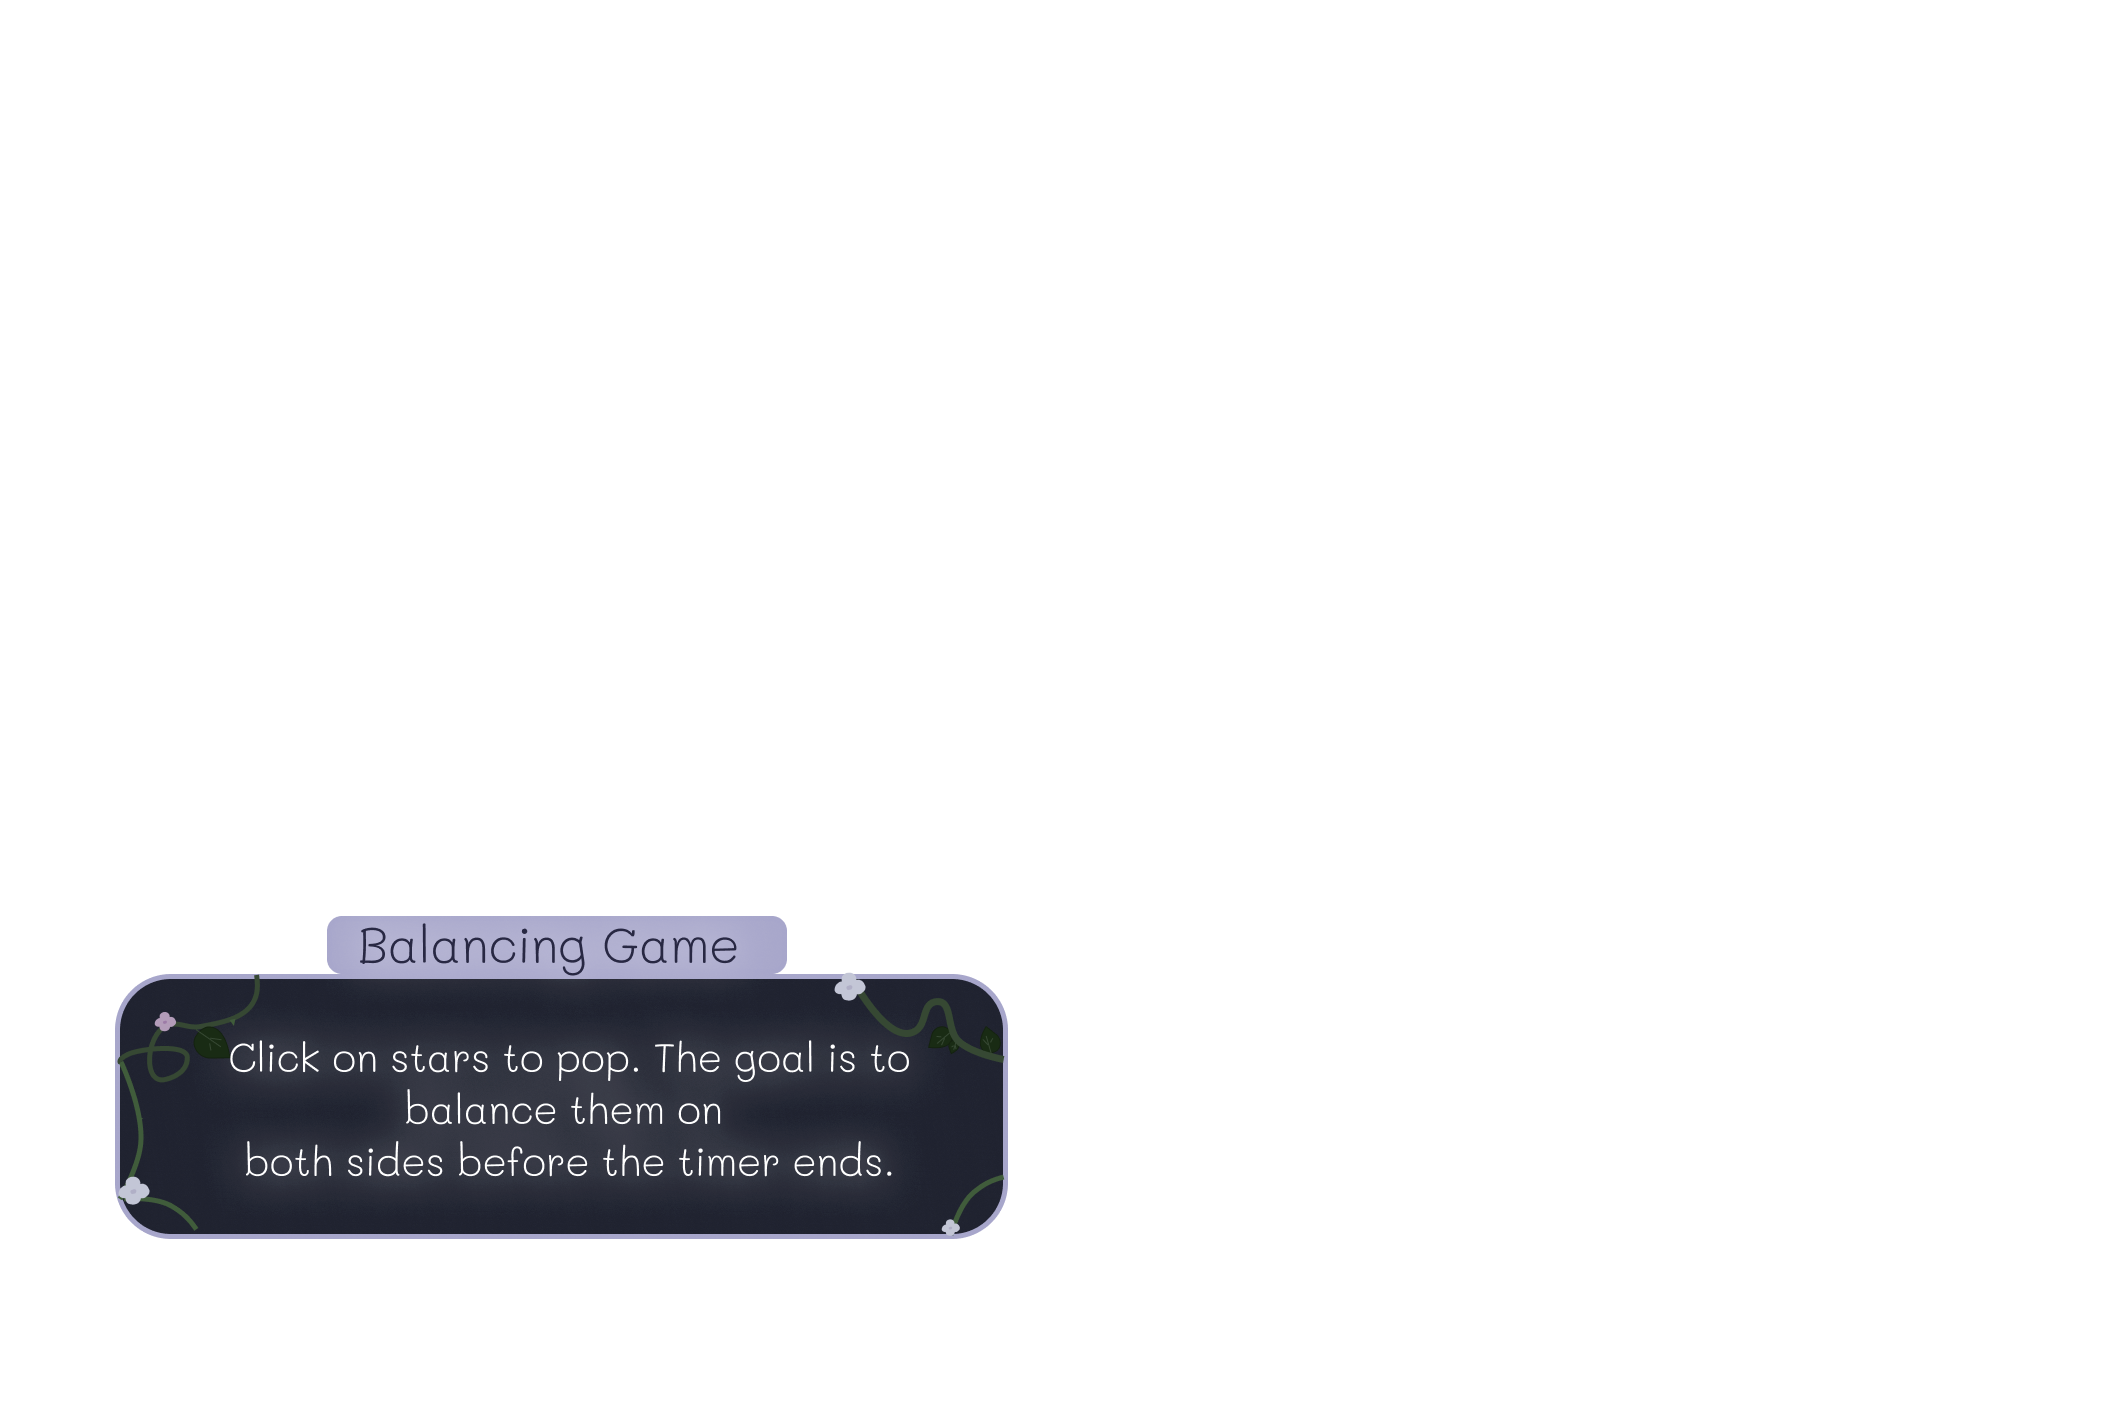 Balancing Game
Click on stars to pop. The goal is to
balance them on
both sides before the timer ends.